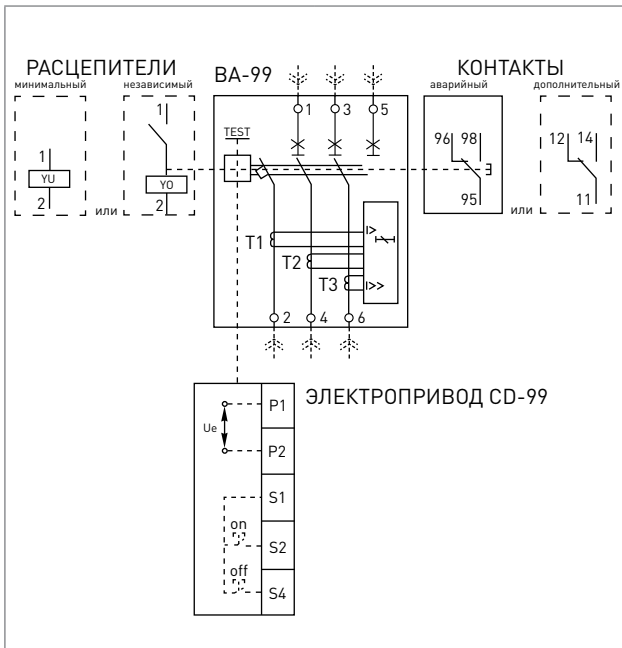 РАСЦЕПИТЕЛИ
минимальный
независимый
ВА-99
КОНТАКТЫ
аварийный
дополнительный
1
YU
2
или
1
YO
2
TEST
1 3 5
96 98
95
или
12 14
11
T1
T2
T3
I>
I>>
2 4 6
ЭЛЕКТРОПРИВОД CD-99
Ue
P1
P2
S1
on
S2
off
S4